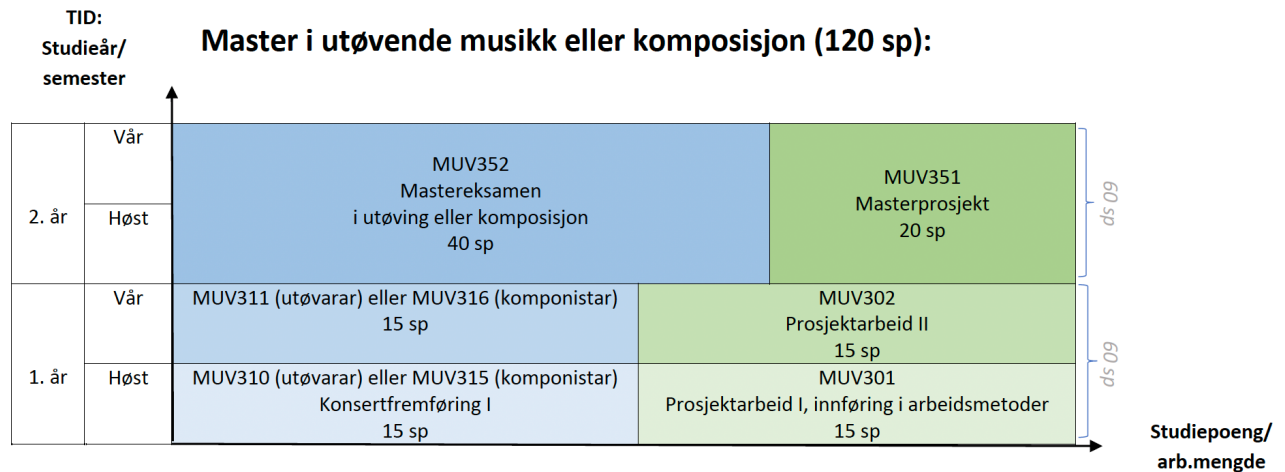 TID:
Studieår/
semester
Master i utøvende musikk eller komposisjon (120 sp):
2. år
Vår
Høst
MUV352
Mastereksamen
i utøving eller komposisjon
40 sp
MUV351
Masterprosjekt
20 sp
60 sp
1. år
Vår
MUV311 (utøvarar) eller MUV316 (komponistar)
15 sp
MUV302
Prosjektarbeid II
15 sp
Høst
MUV310 (utøvarar) eller MUV315 (komponistar)
Konsertfremføring I
15 sp
MUV301
Prosjektarbeid I, innføring i arbeidsmetoder
15 sp
60 sp
Studiepoeng/
arb.mengde